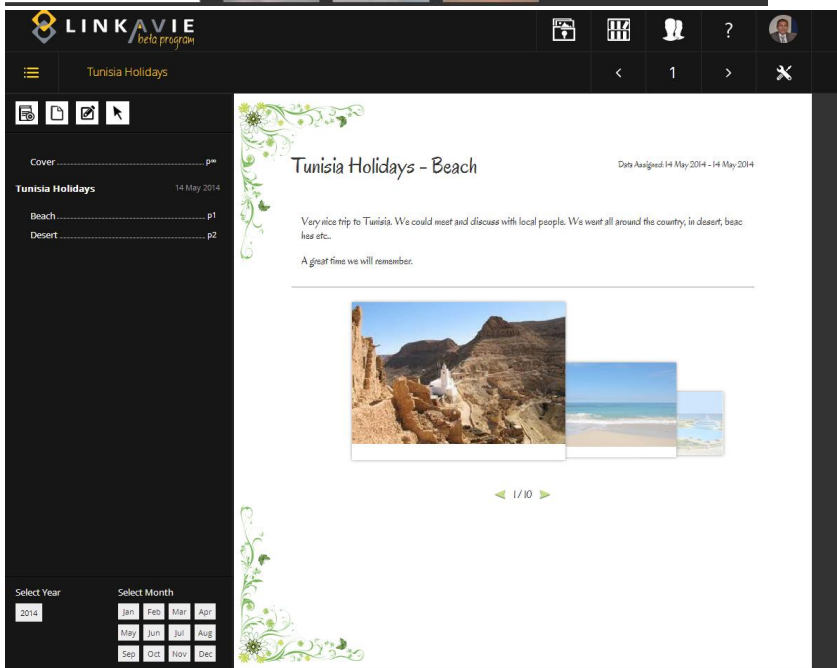 LINKAVIE
beta program
?
Tunisia Holidays
< 1 >
Cover p∞
Tunisia Holidays 14 May 2014
Beach p1
Desert p2
Tunisia Holidays - Beach
Date Assigned: 14 May 2014 - 14 May 2014
Very nice trip to Tunisia. We could meet and discuss with local people. We went all around the country, in desert, beac
hes etc..
A great time we will remember.
1/10
Select Year
2014
Select Month
Jan Feb Mar Apr
May Jun Jul Aug
Sep Oct Nov Dec